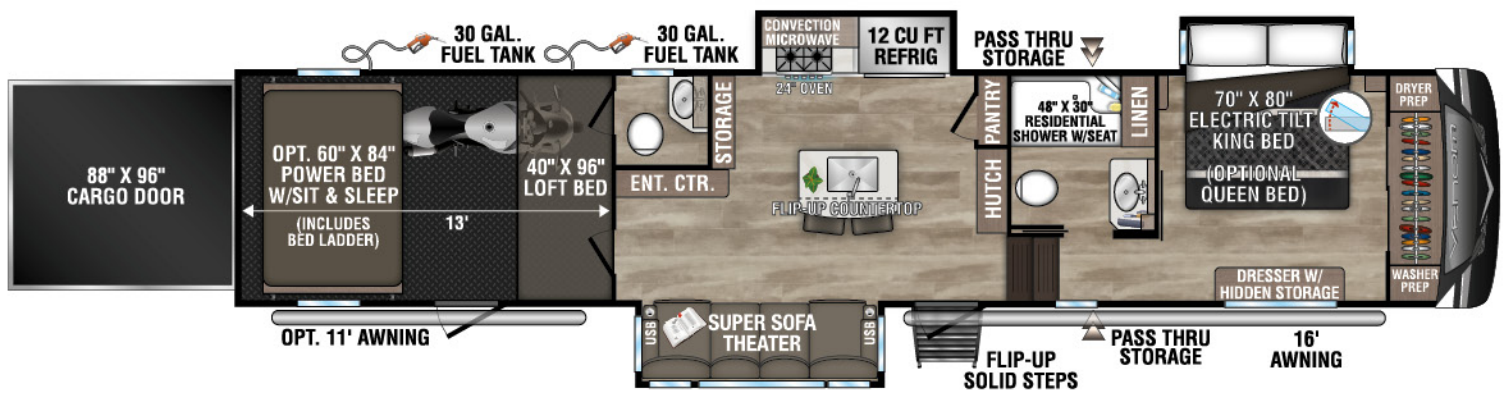 88" X 96"
CARGO DOOR
30 GAL.
FUEL TANK
30 GAL.
FUEL TANK
OPT. 60" X 84"
POWER BED
W/SIT & SLEEP
(INCLUDES
BED LADDER)
13'
40" X 96"
LOFT BED
STORAGE
ENT. CTR.
CONVECTION
MICROWAVE
24" OVEN
12 CU FT
REFRIG
FLIP-UP COUNTERTOP
PANTRY
HUTCH
PASS THRU
STORAGE
48" X 30"
RESIDENTIAL
SHOWER W/SEAT
LINEN
70" X 80"
ELECTRIC TILT
KING BED
(OPTIONAL
QUEEN BED)
DRYER
PREP
WASHER
PREP
VENOM
DRESSER W/
HIDDEN STORAGE
OPT. 11' AWNING
USB
SUPER SOFA
THEATER
USB
FLIP-UP
SOLID STEPS
PASS THRU
STORAGE
16'
AWNING